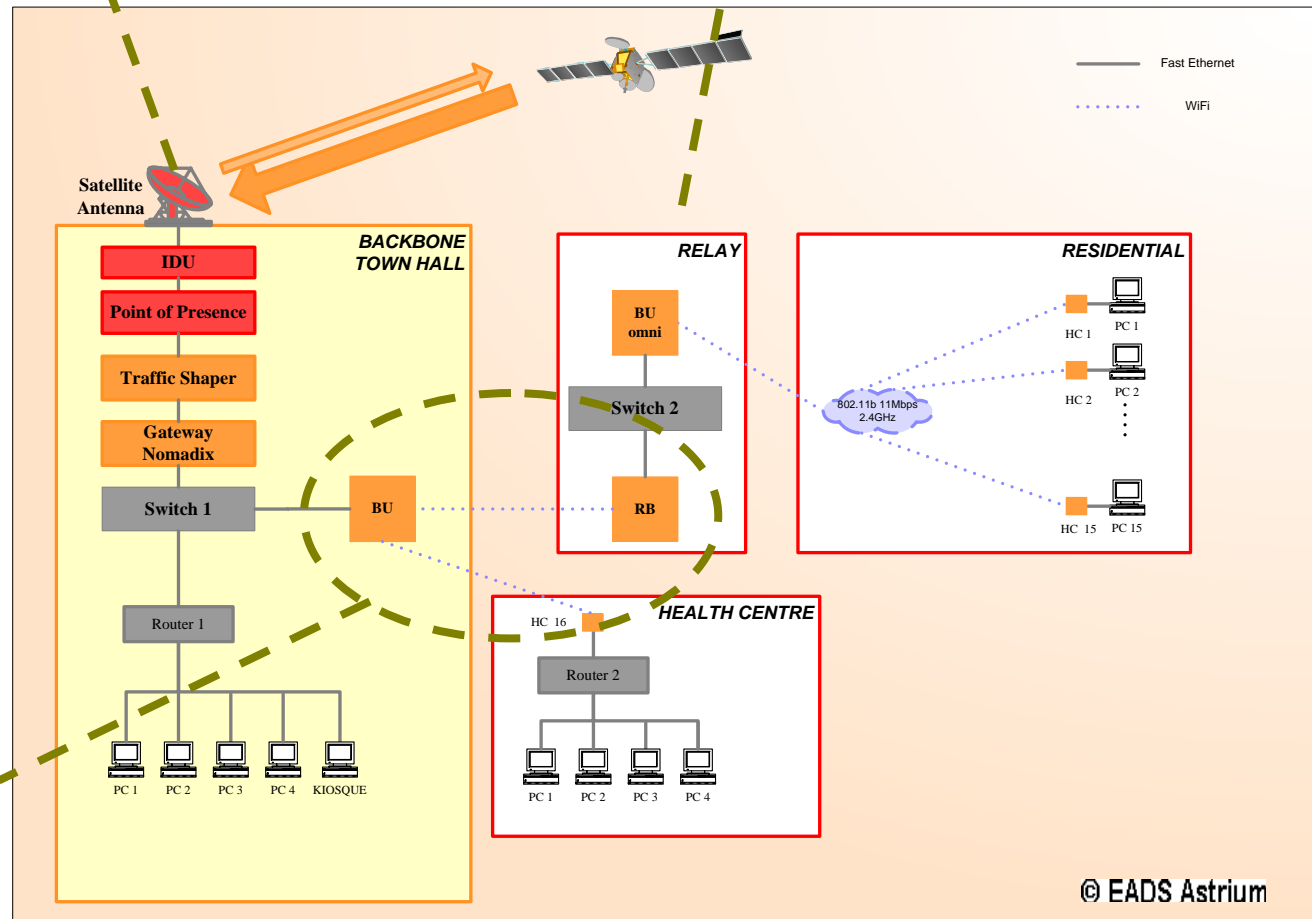 Fast Ethernet
WiFi
Satellite
Antenna
BACKBONE
TOWN HALL
IDU
Point of Presence
Traffic Shaper
Gateway
Nomadix
Switch 1
BU
Router 1
PC 1
PC 2
PC 3
PC 4
KIOSQUE
RELAY
BU
omni
Switch 2
RB
RESIDENTIAL
802.11b 11Mbps
2.4GHz
HC 1
PC 1
HC 2
PC 2
HC 15
PC 15
HEALTH CENTRE
HC 16
Router 2
PC 1
PC 2
PC 3
PC 4
© EADS Astrium